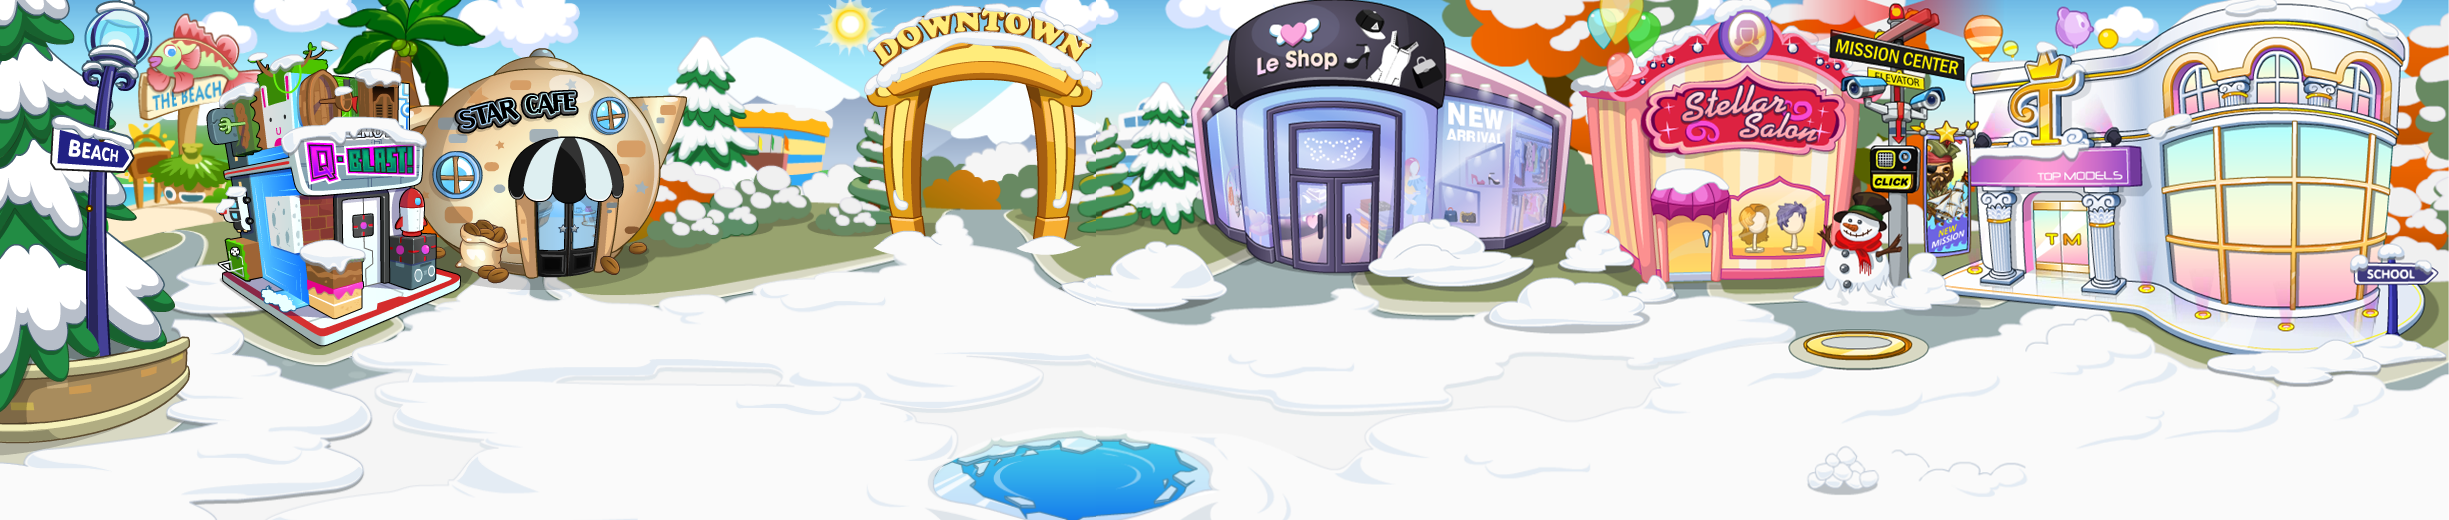 THE BEACH
BEACH
Q-BLAST!
STAR CAFE
DOWNTOWN
Le Shop
NEW
ARRIVAL
Stellar
Salon
MISSION CENTER
ELEVATOR
CLICK
NEW
MISSION
T
TOP MODELS
TM
SCHOOL